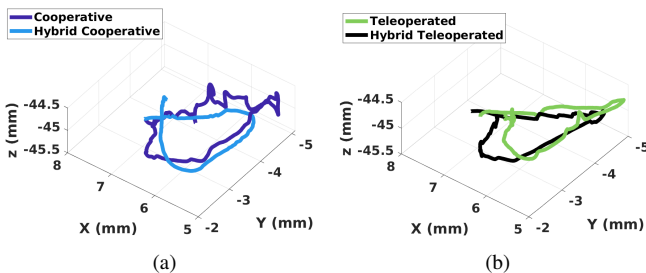 Cooperative
Hybrid Cooperative
-44.5
-45
-45.5
z (mm)
8
7
6
5
X (mm)
-2
-3
-4
-5
Y (mm)
(a)
Teleoperated
Hybrid Teleoperated
-44.5
-45
-45.5
z (mm)
8
7
6
5
X (mm)
-2
-3
-4
-5
Y (mm)
(b)